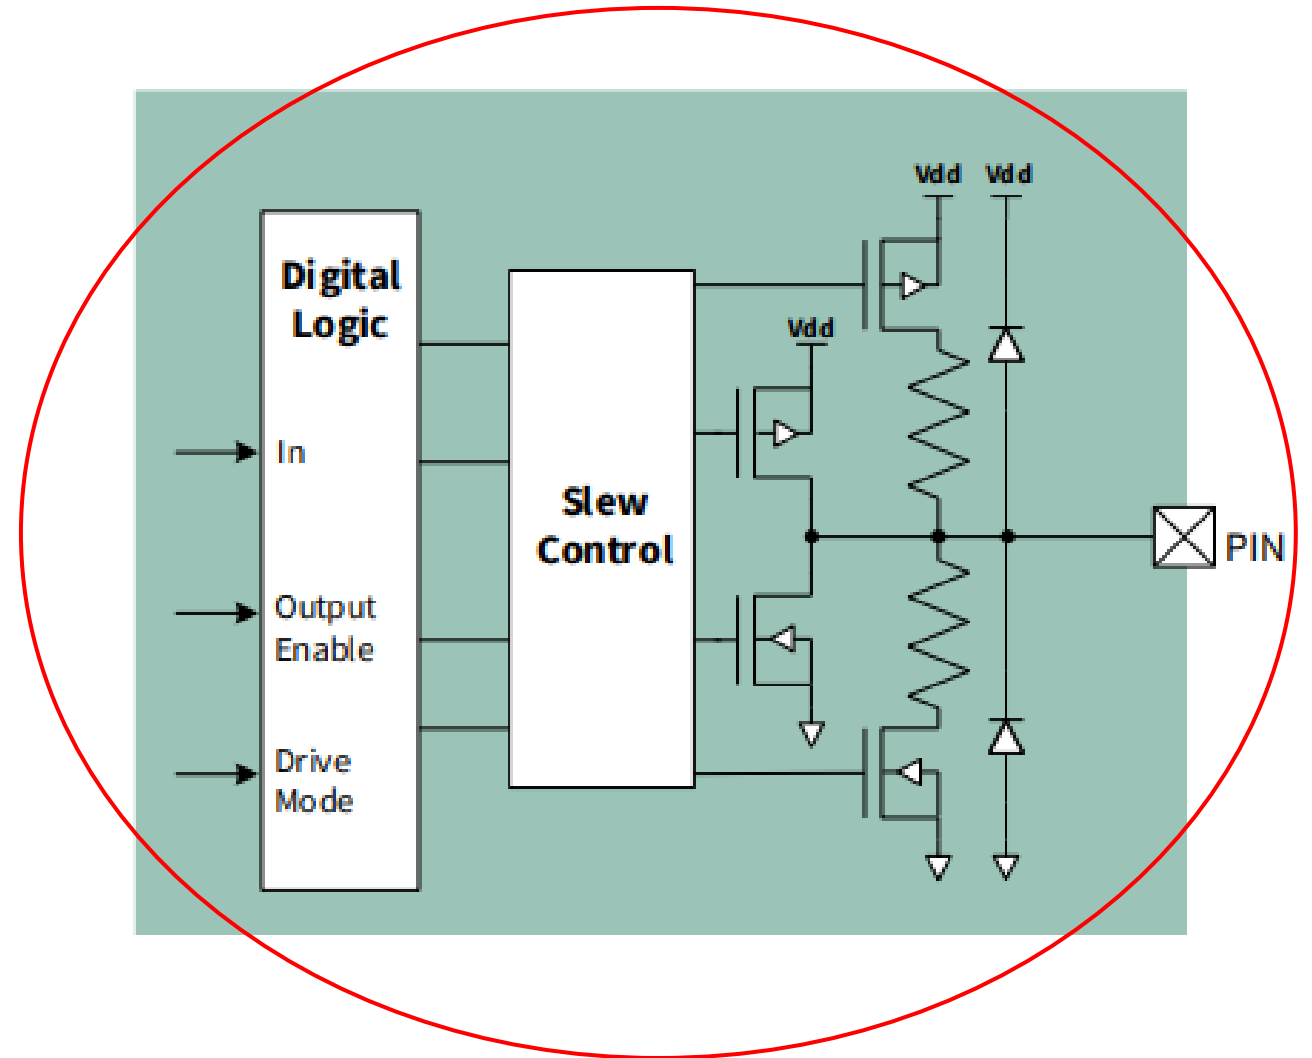 Vdd Vdd
Digital
Logic
Vdd
In
Slew
Control
PIN
Output
Enable
Drive
Mode